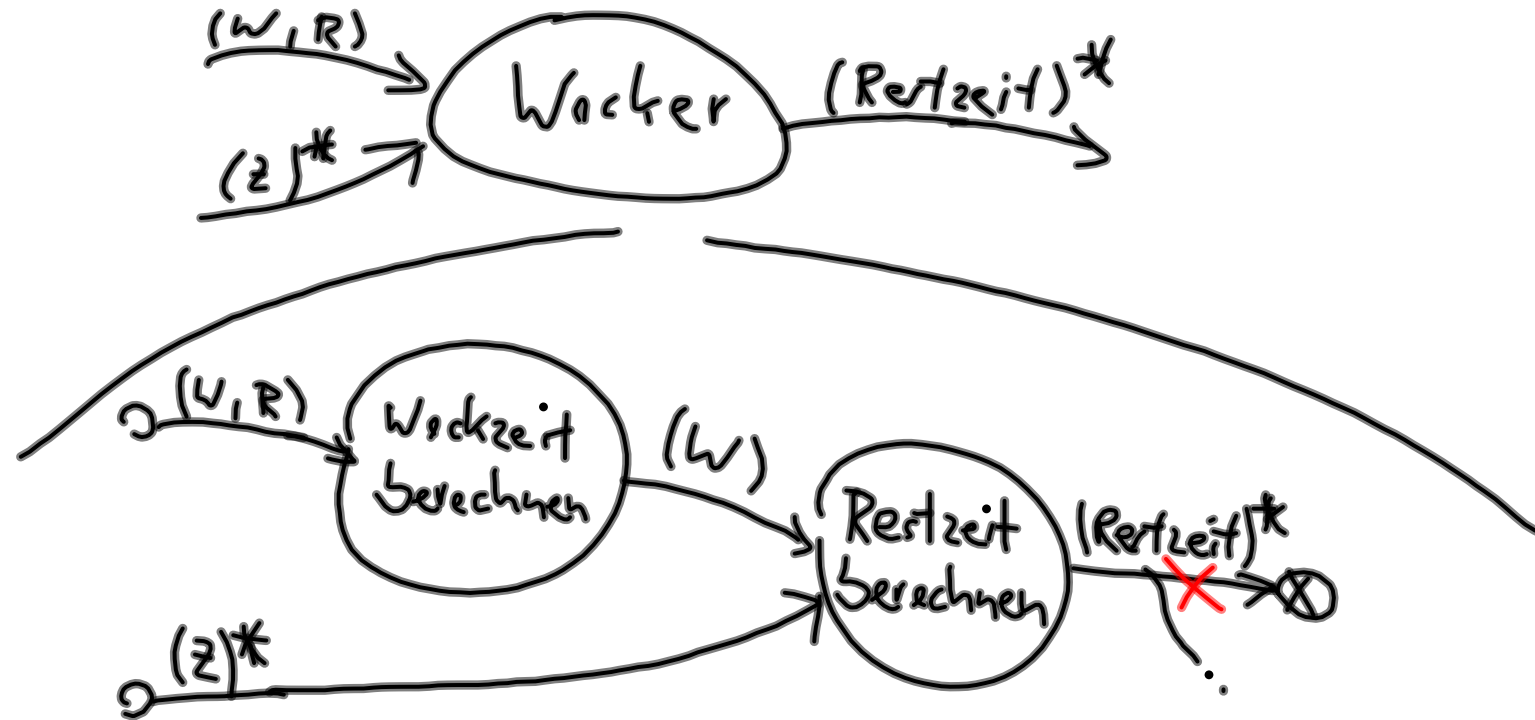 (W, R)
Wecker
(Restzeit)*
(z)*
(W, R)
Weckzeit
berechnen
(W)
Restzeit
berechnen
(Restzeit)*
(z)*